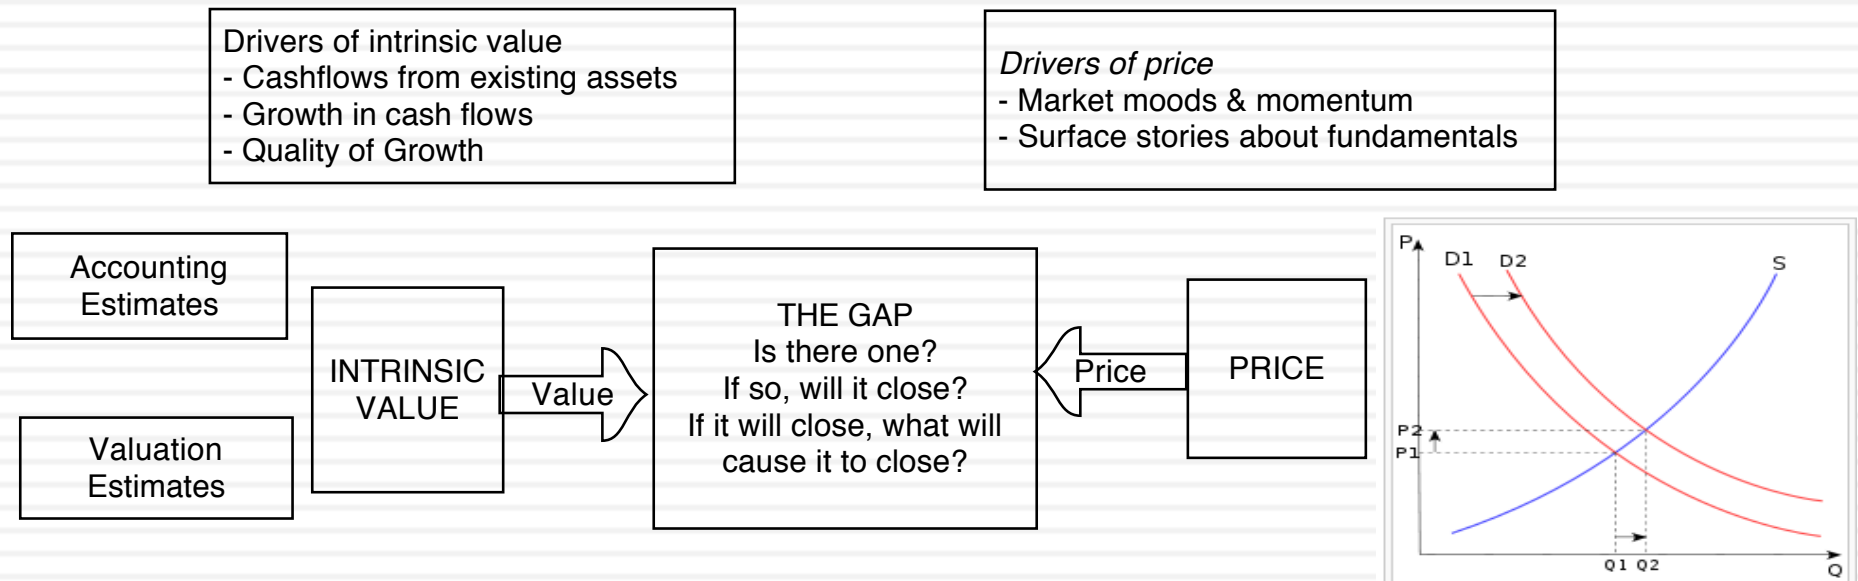 Drivers of intrinsic value
- Cashflows from existing assets
- Growth in cash flows
- Quality of Growth
Drivers of price
- Market moods & momentum
- Surface stories about fundamentals
Accounting
Estimates
Valuation
Estimates
INTRINSIC
VALUE
Value
THE GAP
Is there one?
If so, will it close?
If it will close, what will
cause it to close?
Price
PRICE
P
D1
D2
S
P2
P1
Q1
Q2
Q